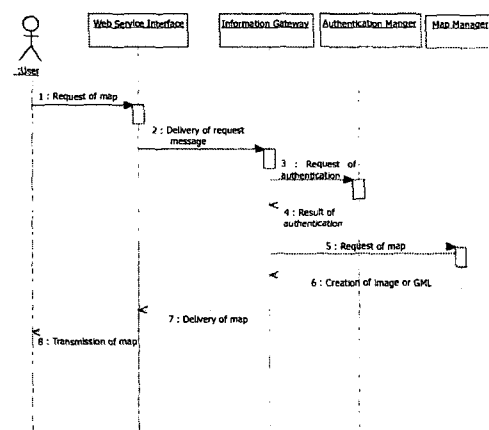 Web Service Interface
Information Gateway
Authentication Manger
Map Manager
:User
1 : Request of map
2 : Delivery of request
message
3 : Request of
authentication
4 : Result of
authentication
5 : Request of map
6 : Creation of image or GML
7 : Delivery of map
8 : Transmission of map